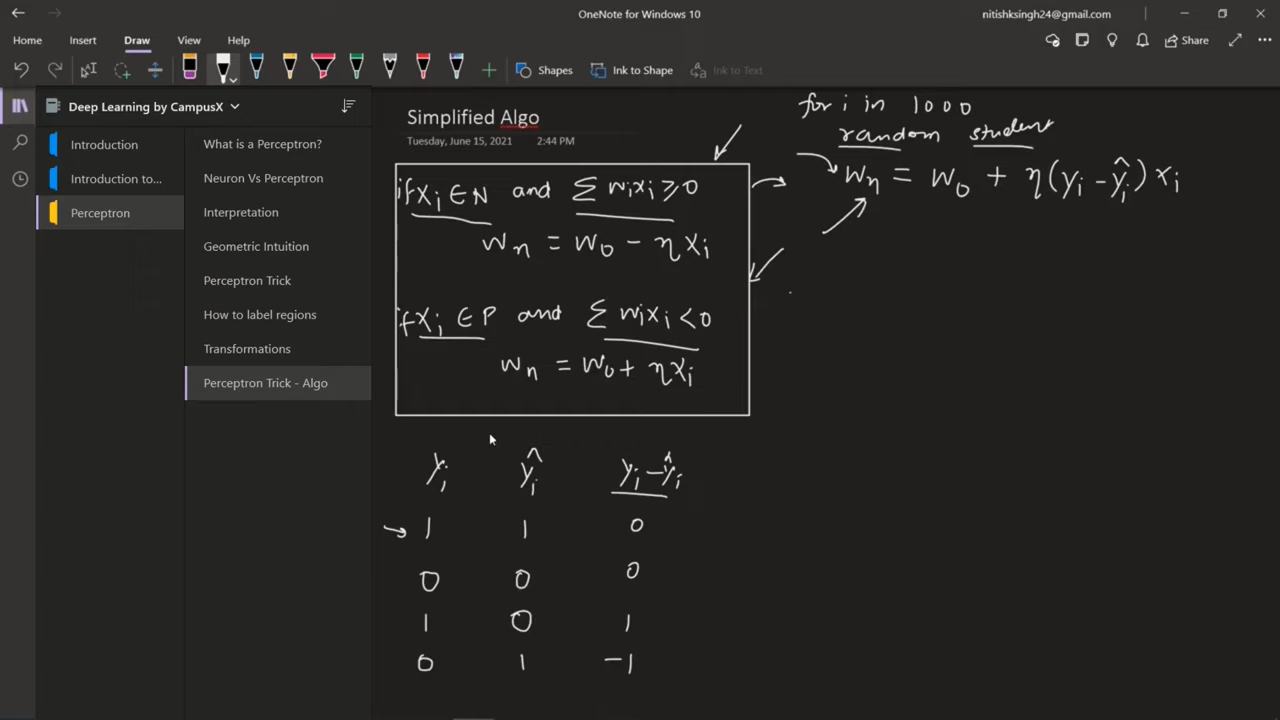 OneNote for Windows 10
nitishksingh24@gmail.com
Home Insert Draw View Help
Share
Shapes
Ink to Shape
Ink to Text
Deep Learning by CampusX
Introduction
Introduction to...
Perceptron
What is a Perceptron?
Neuron Vs Perceptron
Interpretation
Geometric Intuition
Perceptron Trick
How to label regions
Transformations
Perceptron Trick - Algo
Simplified Algo
Tuesday, June 15, 2021 2:44 PM
if xᵢ ∈ N and Σ wᵢxᵢ ≥ 0
wₙ = w₀ − ηxᵢ
if xᵢ ∈ P and Σ wᵢxᵢ < 0
wₙ = w₀ + ηxᵢ
for i in 1000
random student
wₙ = w₀ + η(yᵢ − ŷᵢ) xᵢ
yᵢ ŷᵢ yᵢ − ŷᵢ
→ 1 1 0
0 0 0
1 0 1
0 1 −1